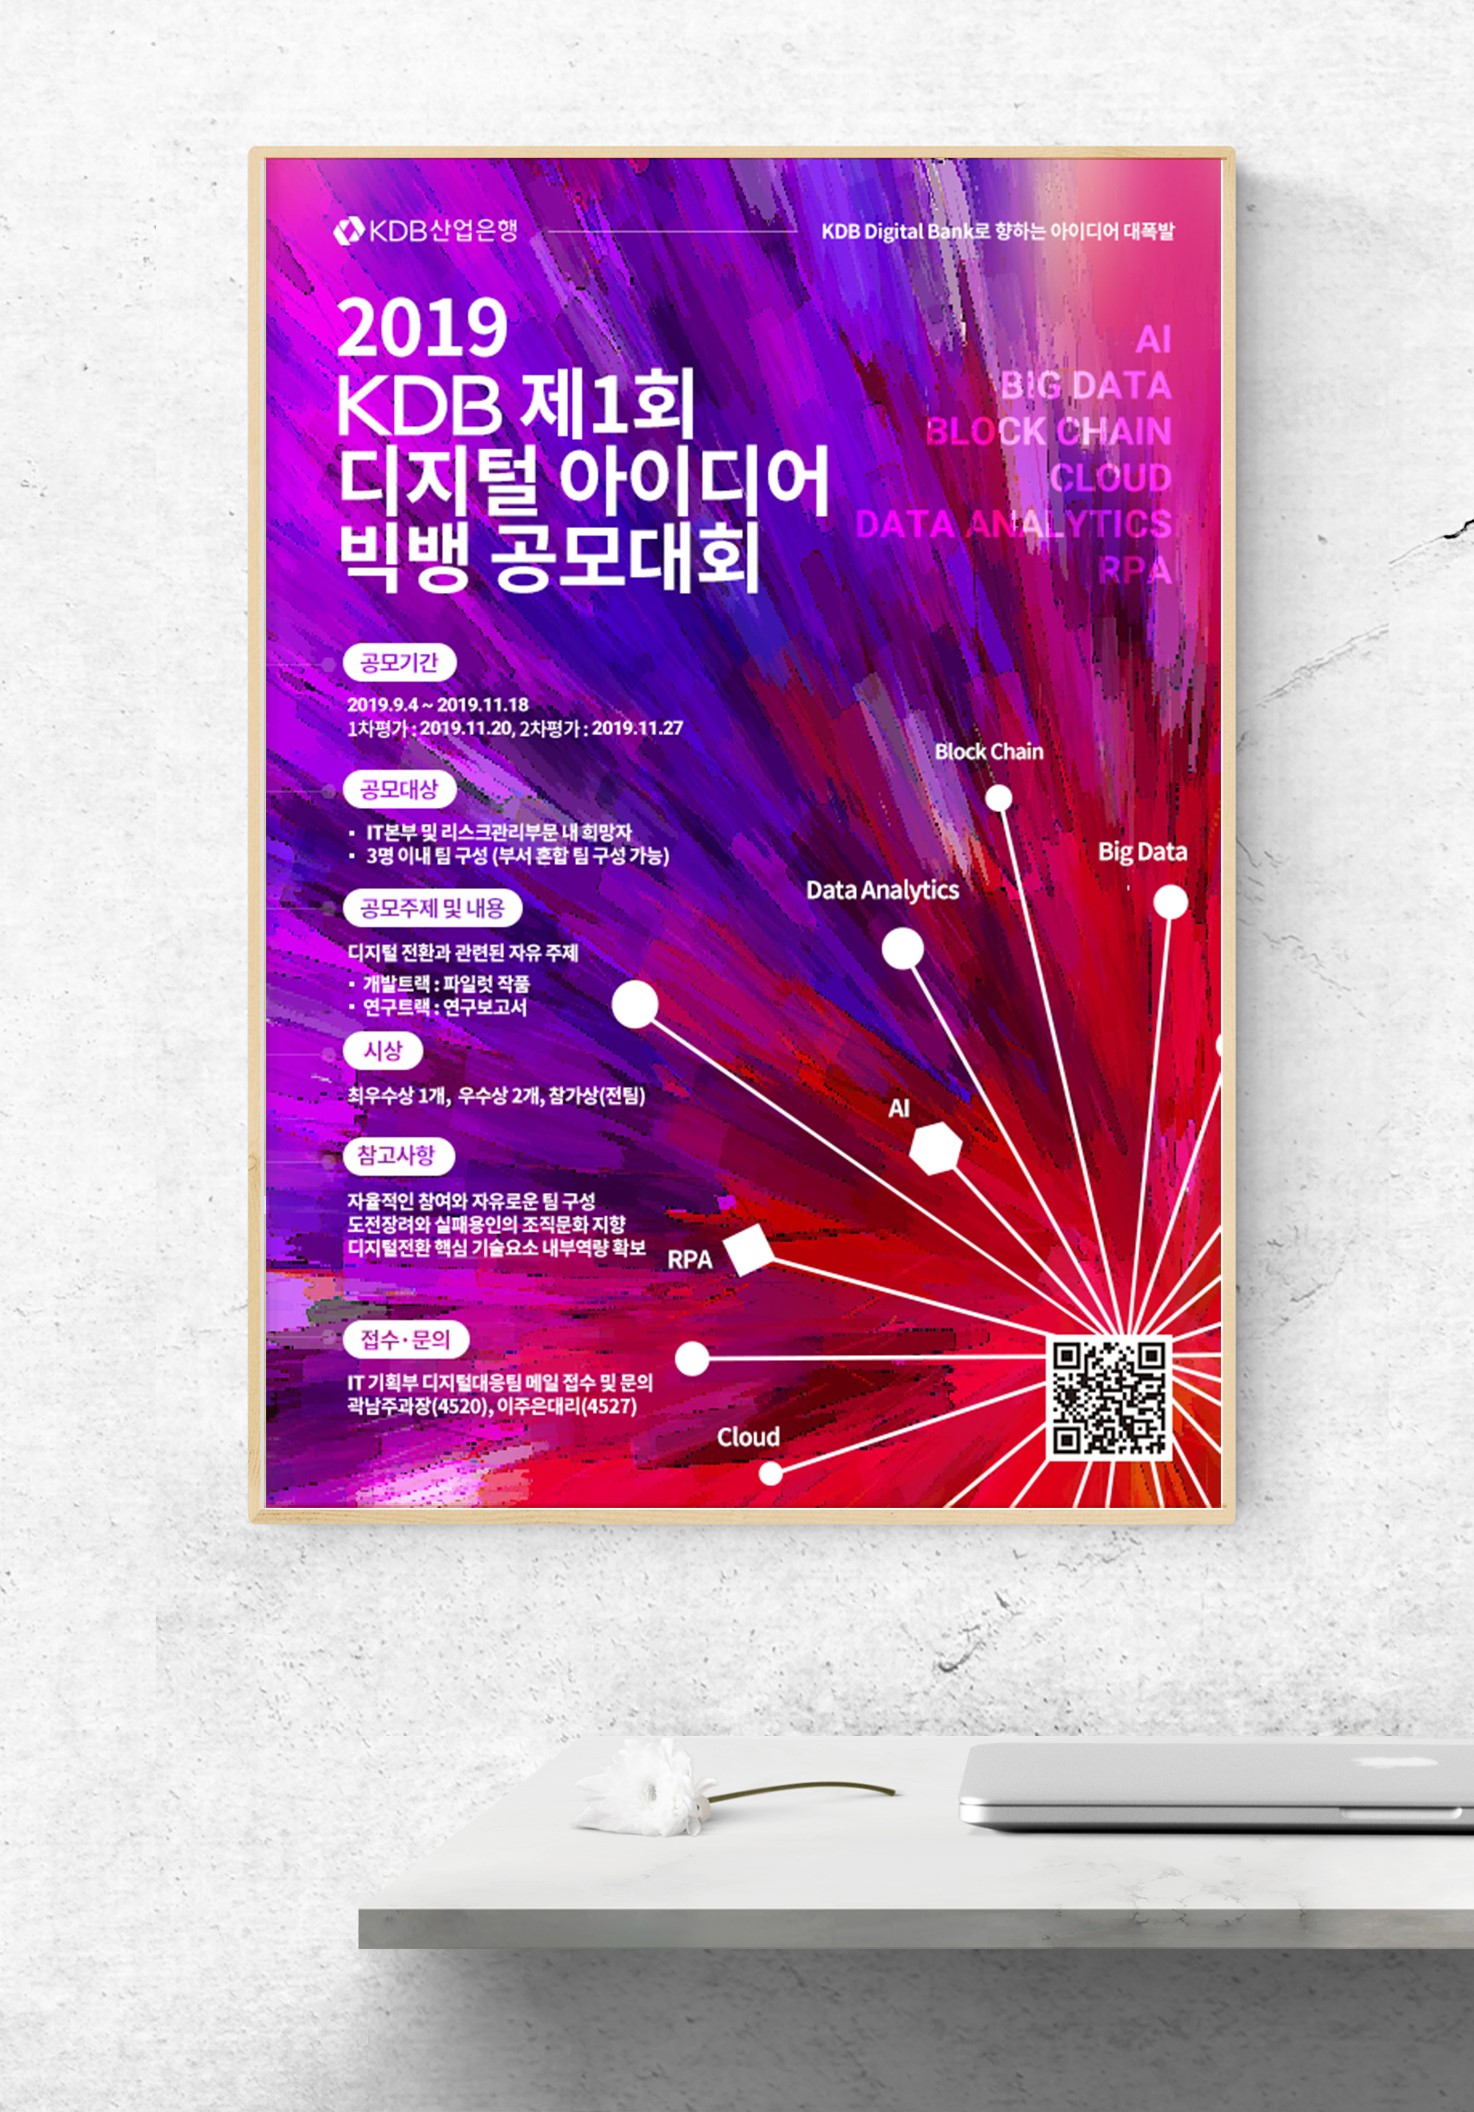 KDB산업은행
KDB Digital Bank로 향하는 아이디어 대폭발
2019
KDB 제1회
디지털 아이디어
빅뱅 공모대회
AI
BIG DATA
BLOCK CHAIN
CLOUD
DATA ANALYTICS
RPA
공모기간
2019.9.4 ~ 2019.11.18
1차평가 : 2019.11.20, 2차평가 : 2019.11.27
공모대상
▪ IT본부 및 리스크관리부문 내 희망자
▪ 3명 이내 팀 구성 (부서 혼합 팀 구성 가능)
공모주제 및 내용
디지털 전환과 관련된 자유 주제
▪ 개발트랙 : 파일럿 작품
▪ 연구트랙 : 연구보고서
시상
최우수상 1개, 우수상 2개, 참가상(전팀)
참고사항
자율적인 참여와 자유로운 팀 구성
도전장려와 실패용인의 조직문화 지향
디지털전환 핵심 기술요소 내부역량 확보
접수·문의
IT 기획부 디지털대응팀 메일 접수 및 문의
곽남주과장(4520), 이주은대리(4527)
Block Chain
Big Data
Data Analytics
AI
RPA
Cloud